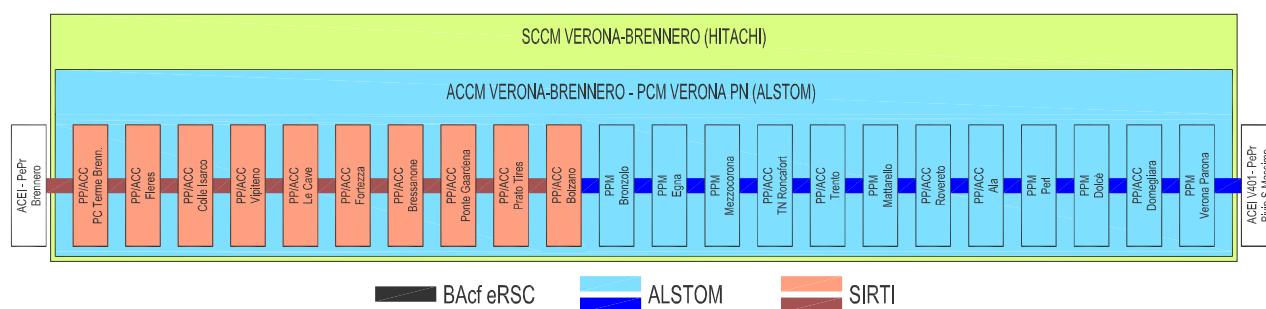 SCCM VERONA-BRENNERO (HITACHI)
ACCM VERONA-BRENNERO - PCM VERONA PN (ALSTOM)
ACEI - PePr
Brennero
PP/ACC
PC Terme Brenn.
PP/ACC
Fleres
PP/ACC
Colle Isarco
PP/ACC
Vipiteno
PP/ACC
Le Cave
PP/ACC
Fortezza
PP/ACC
Bressanone
PP/ACC
Ponte Gaardena
PP/ACC
Prato Tires
PP/ACC
Bolzano
PPM
Bronzolo
PPM
Egna
PPM
Mezzocorona
PP/ACC
TN Roncafort
PP/ACC
Trento
PPM
Mattarello
PP/ACC
Rovereto
PP/ACC
Ala
PPM
Peri
PPM
Dolcè
PP/ACC
Domegliara
PPM
Verona Parona
ACEI V401- PePr
BAcf eRSC
ALSTOM
SIRTI